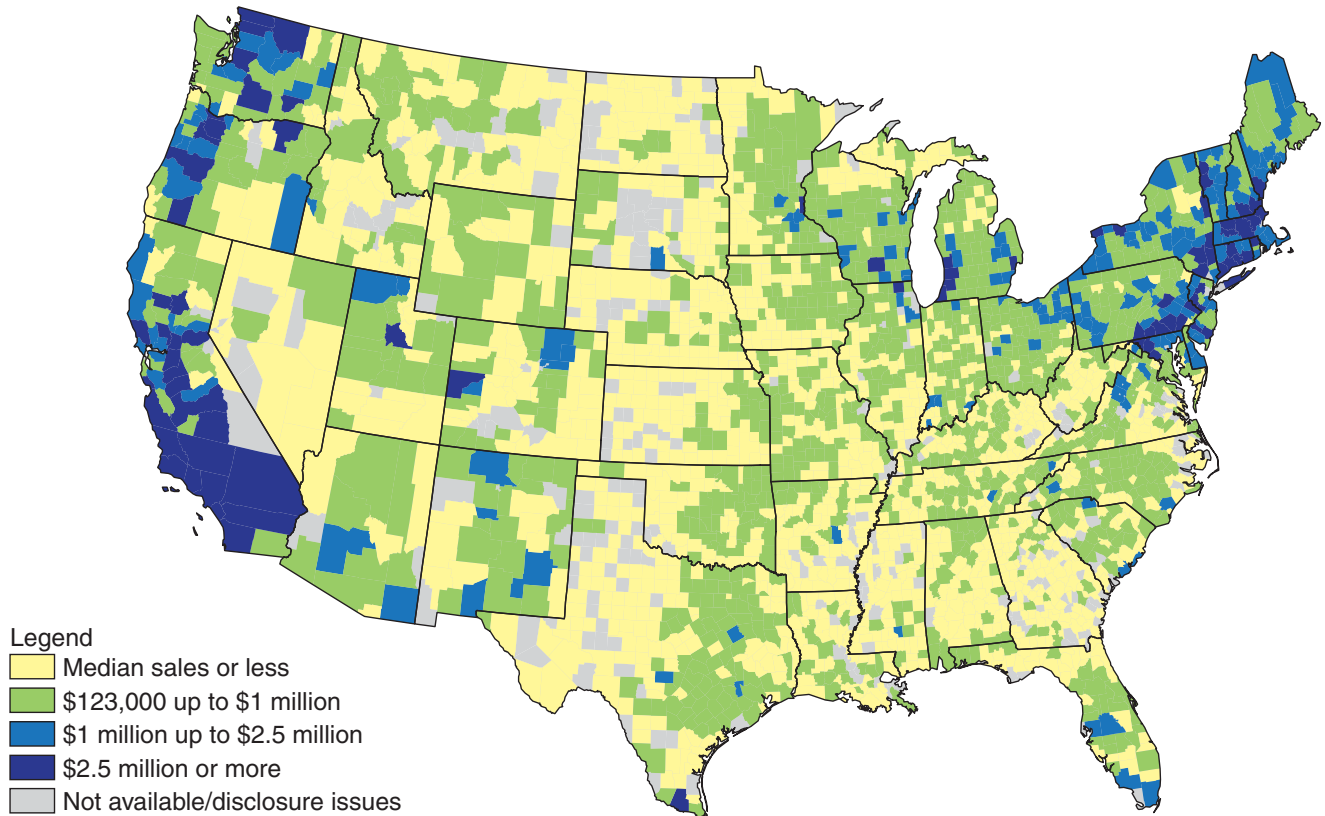 Legend
Median sales or less
$123,000 up to $1 million
$1 million up to $2.5 million
$2.5 million or more
Not available/disclosure issues